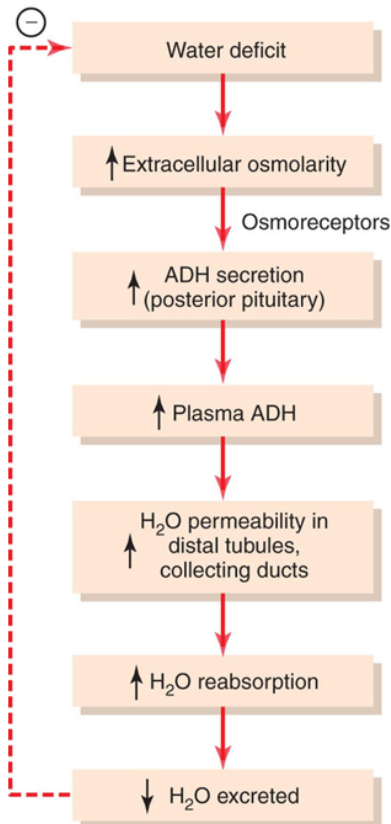 −
Water deficit
↑ Extracellular osmolarity
Osmoreceptors
↑ ADH secretion
(posterior pituitary)
↑ Plasma ADH
H₂O permeability in
↑ distal tubules,
collecting ducts
↑ H₂O reabsorption
↓ H₂O excreted